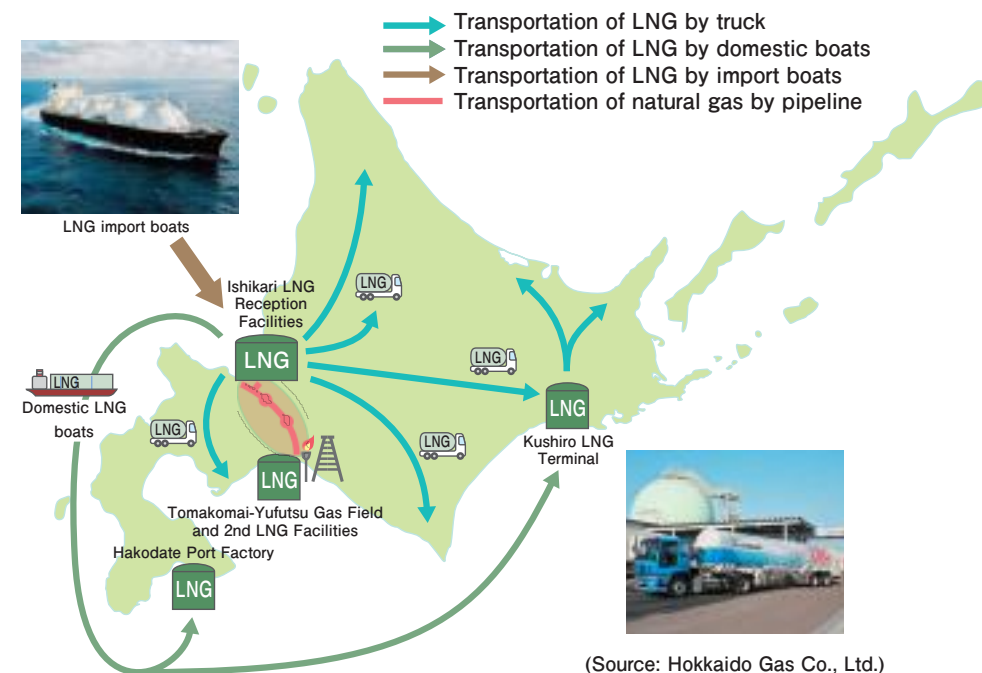 Transportation of LNG by truck
Transportation of LNG by domestic boats
Transportation of LNG by import boats
Transportation of natural gas by pipeline
LNG import boats
Ishikari LNG
Reception
Facilities
LNG
LNG
LNG
Domestic LNG
boats
LNG
LNG
LNG
Kushiro LNG
Terminal
LNG
LNG
Tomakomai-Yufutsu Gas Field
and 2nd LNG Facilities
Hakodate Port Factory
LNG
(Source: Hokkaido Gas Co., Ltd.)